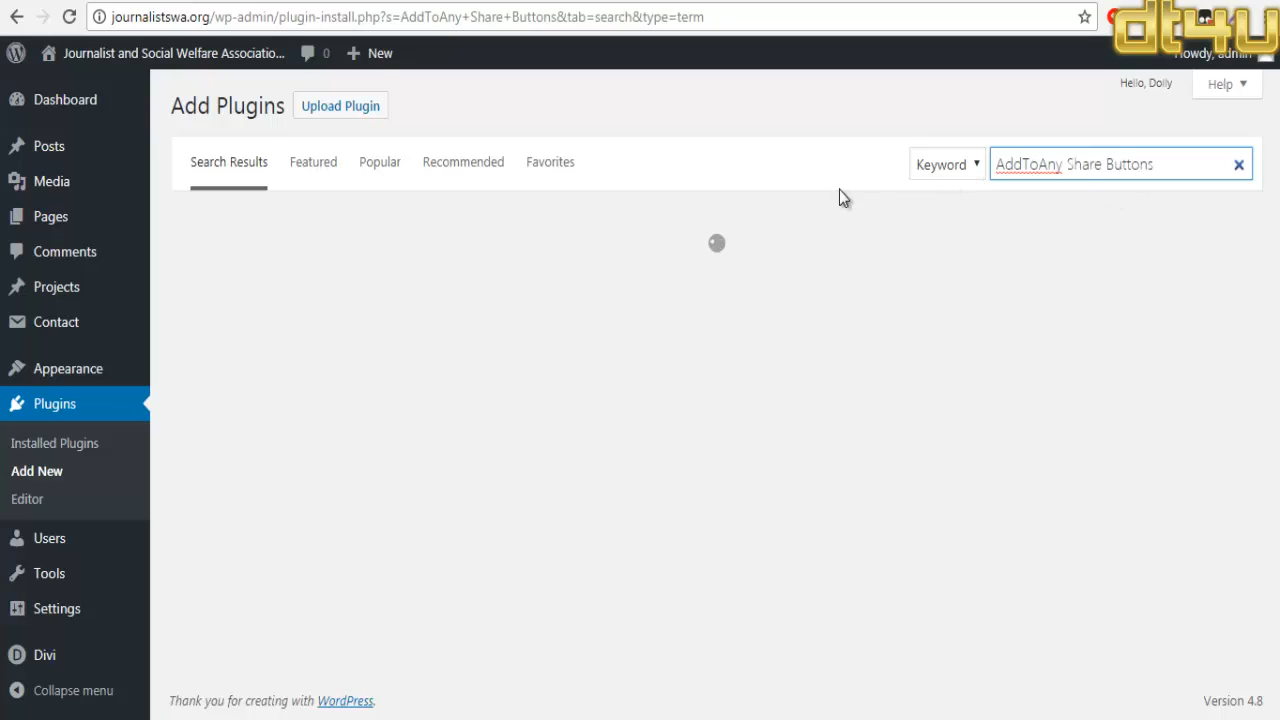 journalistswa.org/wp-admin/plugin-install.php?s=AddToAny+Share+Buttons&tab=search&type=term
dt4u
Journalist and Social Welfare Associatio... 0 New Howdy, admin
Hello, Dolly Help
Add Plugins Upload Plugin
Search Results Featured Popular Recommended Favorites Keyword AddToAny Share Buttons
Dashboard
Posts
Media
Pages
Comments
Projects
Contact
Appearance
Plugins
Installed Plugins
Add New
Editor
Users
Tools
Settings
Divi
Collapse menu
Thank you for creating with WordPress. Version 4.8